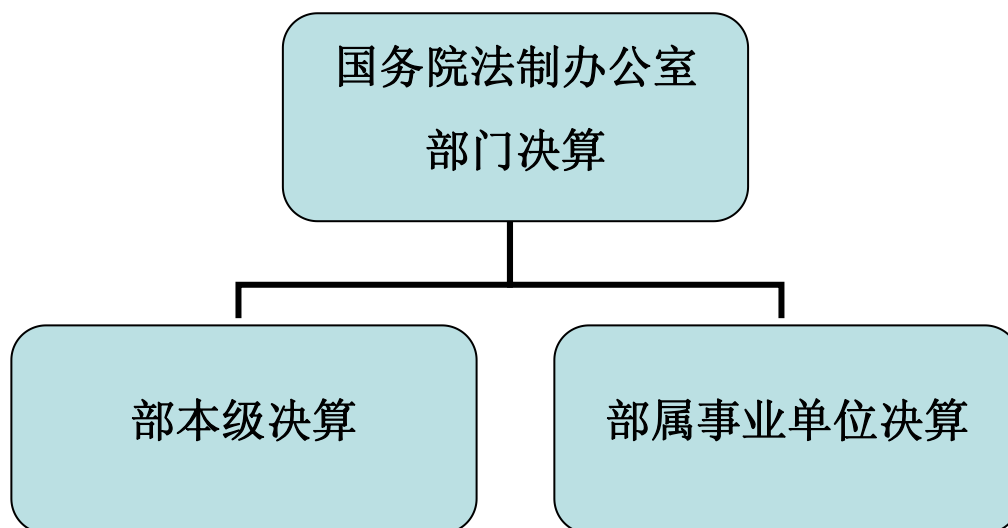 国务院法制办公室
部门决算
部本级决算
部属事业单位决算